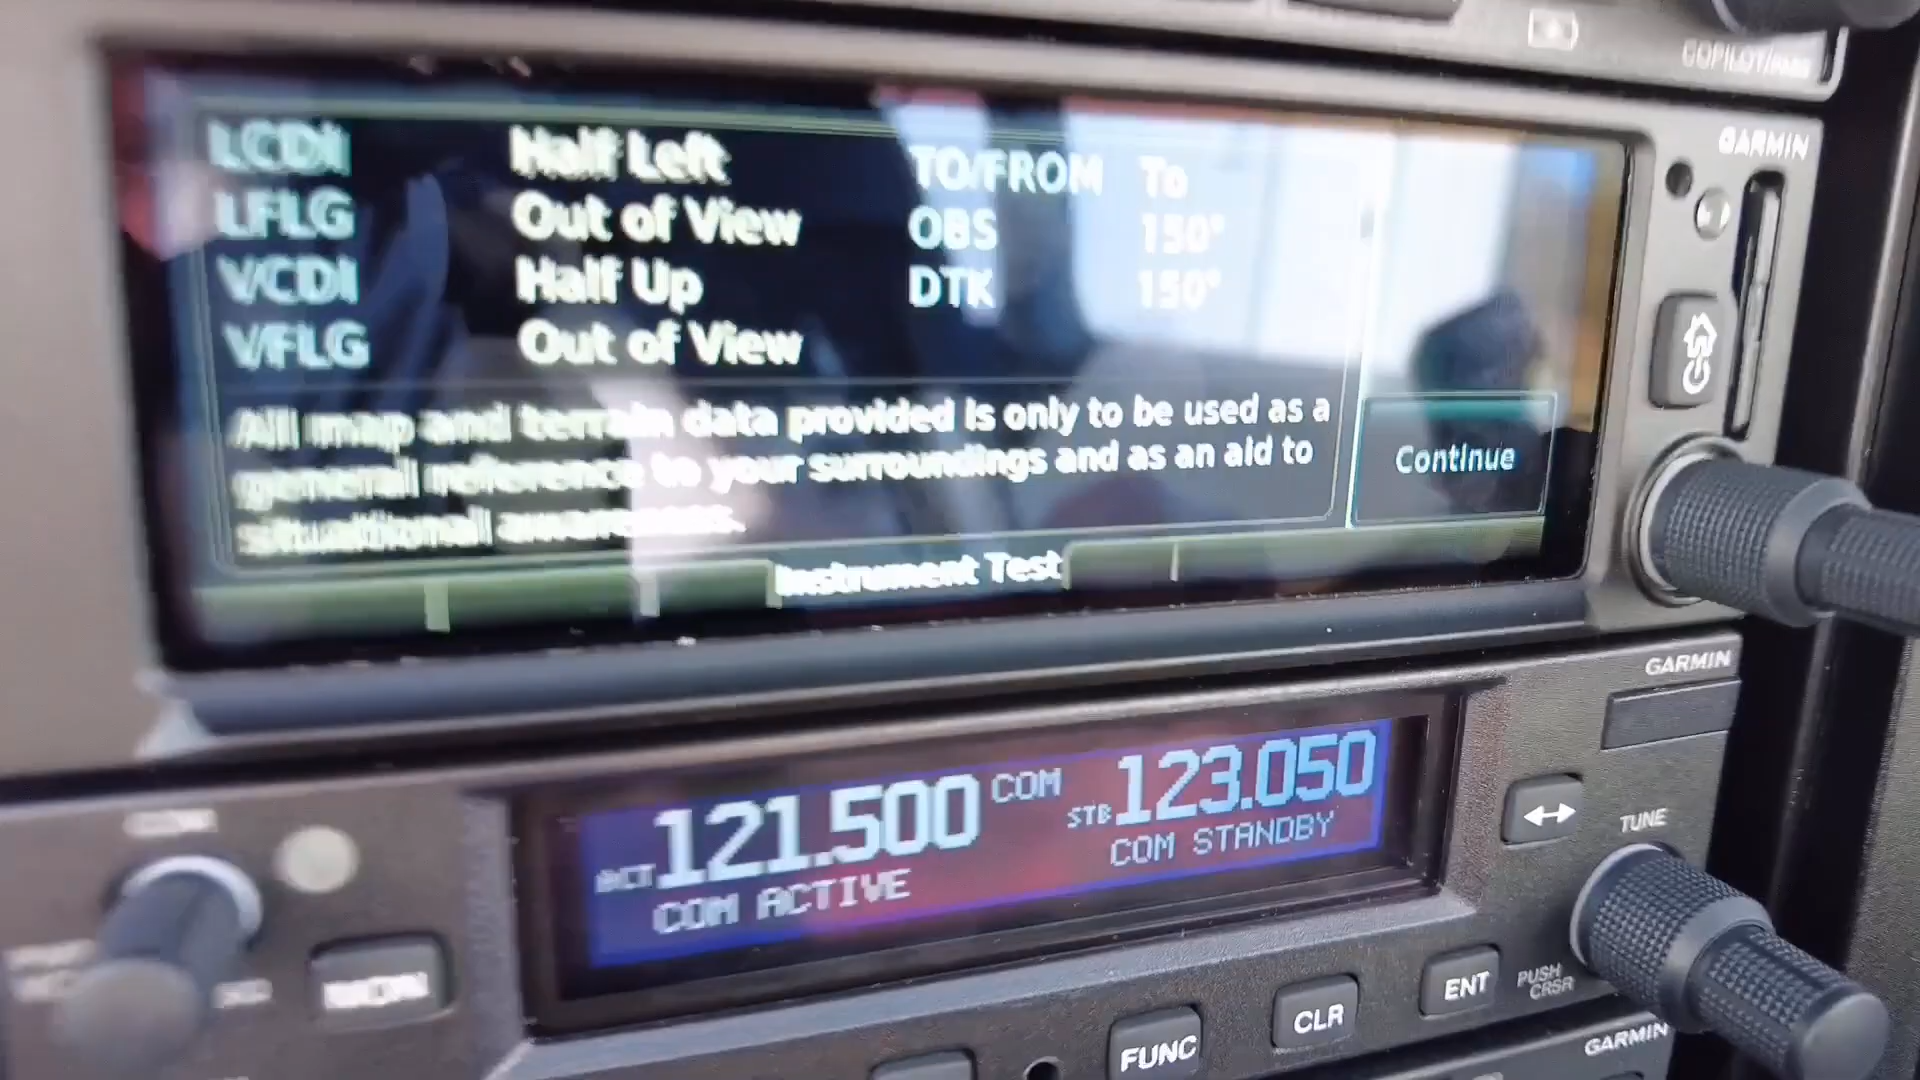 COPILOT/PASS
GARMIN
LCDI Half Left TO/FROM To
LFLG Out of View OBS 150°
VCDI Half Up DTK 150°
VFLG Out of View
All map and terrain data provided is only to be used as a
general reference to your surroundings and as an aid to
situational awareness.
Continue
Instrument Test
GARMIN
ACT 121.500 COM STB 123.050
COM ACTIVE COM STANDBY
TUNE
MON
ENT
PUSH
CRSR
CLR
FUNC
GARMIN